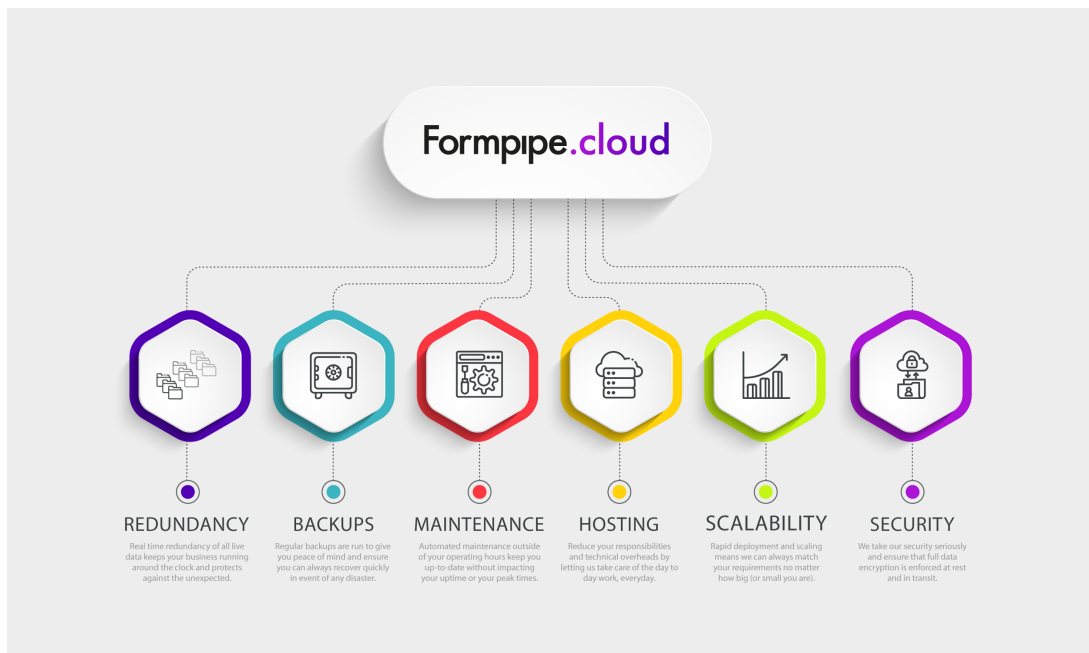 Formpipe.cloud
REDUNDANCY
Real time redundancy of all live
data keeps your business running
around the clock and protects
against the unexpected.
BACKUPS
Regular backups are run to give
you peace of mind and ensure
you can always recover quickly
in event of any disaster.
MAINTENANCE
Automated maintenance outside
of your operating hours keep you
up-to-date without impacting
your uptime or your peak times.
HOSTING
Reduce your responsibilities
and technical overheads by
letting us take care of the day to
day work, everyday.
SCALABILITY
Rapid deployment and scaling
means we can always match
your requirements no matter
how big (or small you are).
SECURITY
We take our security seriously
and ensure that full data
encryption is enforced at rest
and in transit.